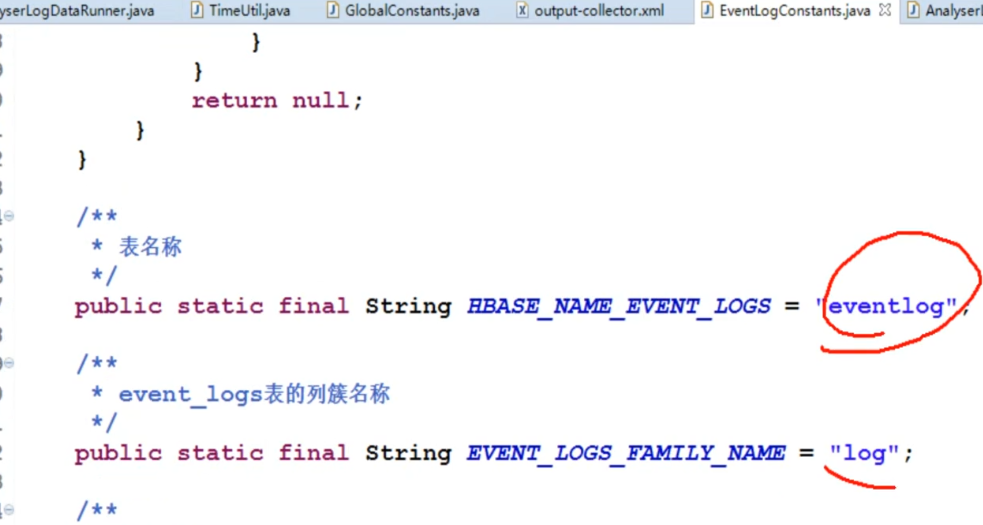 yserLogDataRunner.java TimeUtil.java GlobalConstants.java output-collector.xml EventLogConstants.java Analyser
}
}
return null;
}
}
/**
* 表名称
*/
public static final String HBASE_NAME_EVENT_LOGS = "eventlog";
/**
* event_logs表的列簇名称
*/
public static final String EVENT_LOGS_FAMILY_NAME = "log";
/**